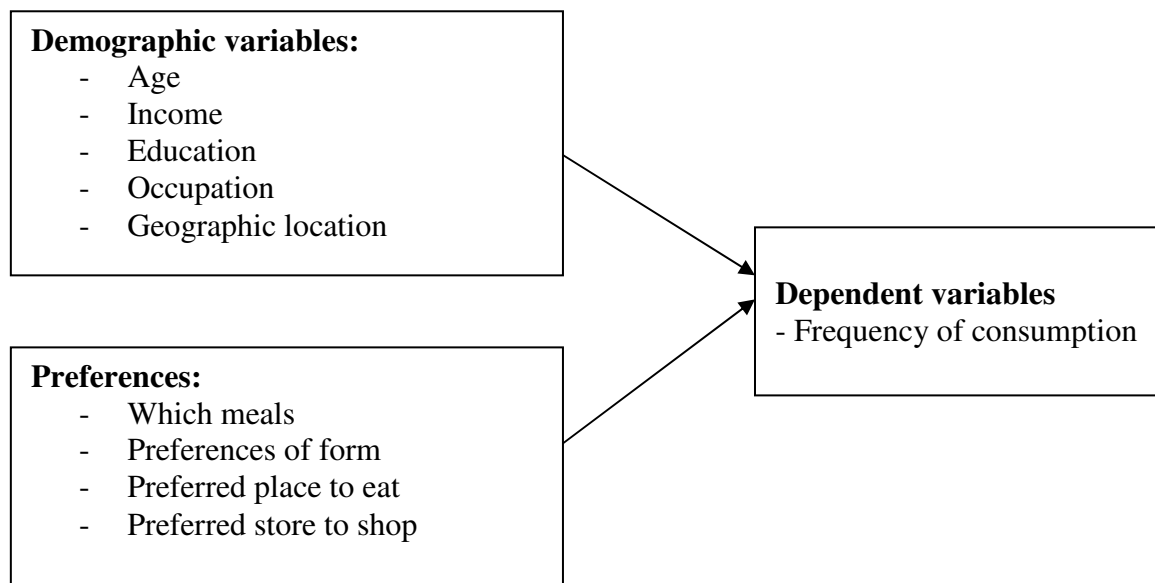 Demographic variables:
- Age
- Income
- Education
- Occupation
- Geographic location
Preferences:
- Which meals
- Preferences of form
- Preferred place to eat
- Preferred store to shop
Dependent variables
- Frequency of consumption